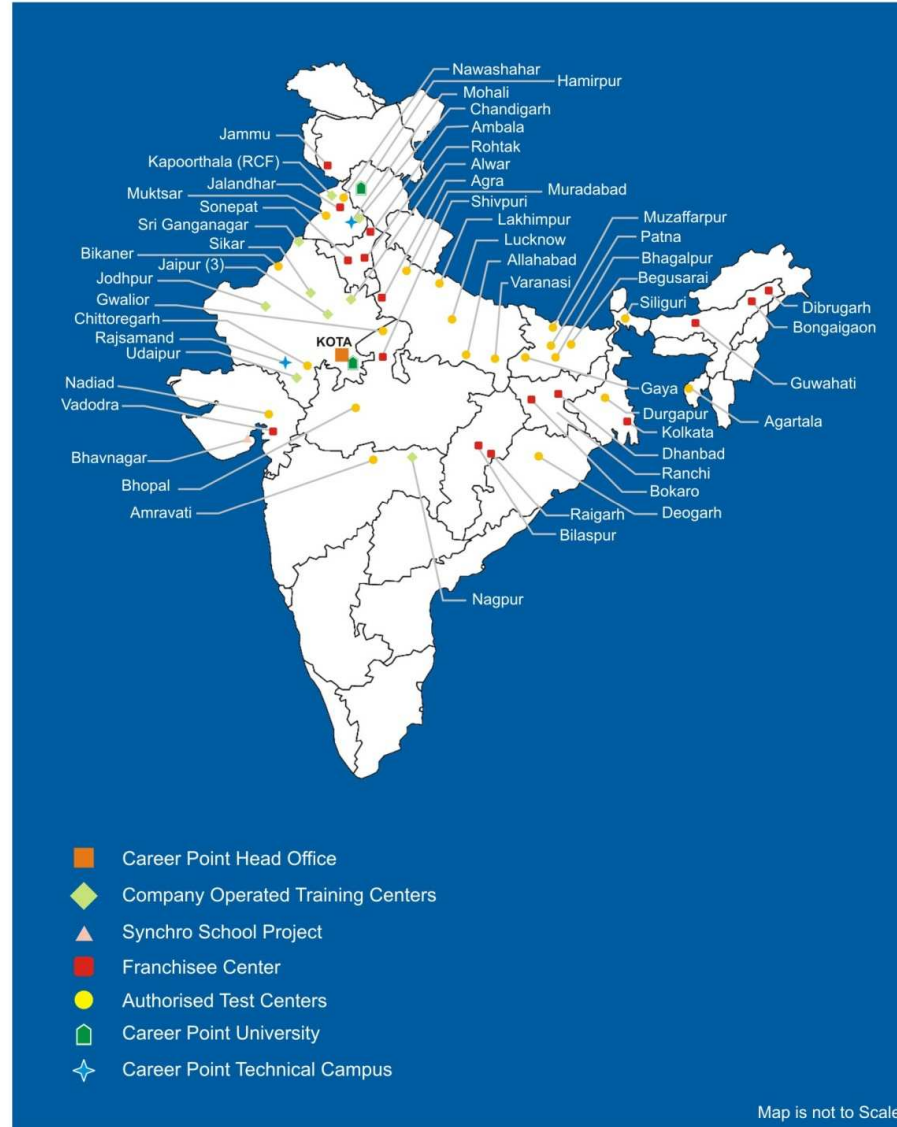 Nawashahar
Hamirpur
Mohali
Chandigarh
Ambala
Rohtak
Alwar
Agra
Muradabad
Shivpuri
Lakhimpur
Lucknow
Allahabad
Varanasi
Muzaffarpur
Patna
Bhagalpur
Begusarai
Siliguri
Dibrugarh
Bongaigaon
Guwahati
Agartala
Jammu
Kapoorthala (RCF)
Jalandhar
Muktsar
Sonepat
Sri Ganganagar
Sikar
Bikaner
Jaipur (3)
Jodhpur
Gwalior
Chittoregarh
Rajsamand
Udaipur
KOTA
Nadiad
Vadodra
Bhavnagar
Bhopal
Amravati
Gaya
Durgapur
Kolkata
Dhanbad
Ranchi
Bokaro
Deogarh
Raigarh
Bilaspur
Nagpur
Career Point Head Office
Company Operated Training Centers
Synchro School Project
Franchisee Center
Authorised Test Centers
Career Point University
Career Point Technical Campus
Map is not to Scale